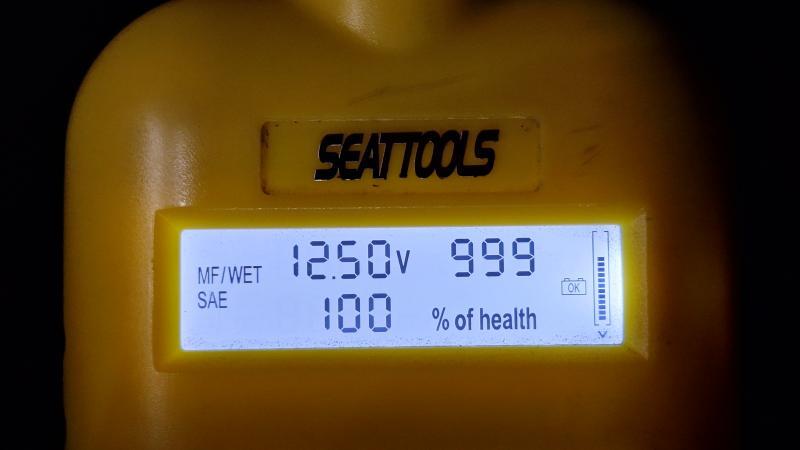 SEATTOOLS
MF/WET 12.50V 999
SAE 100 % of health
OK